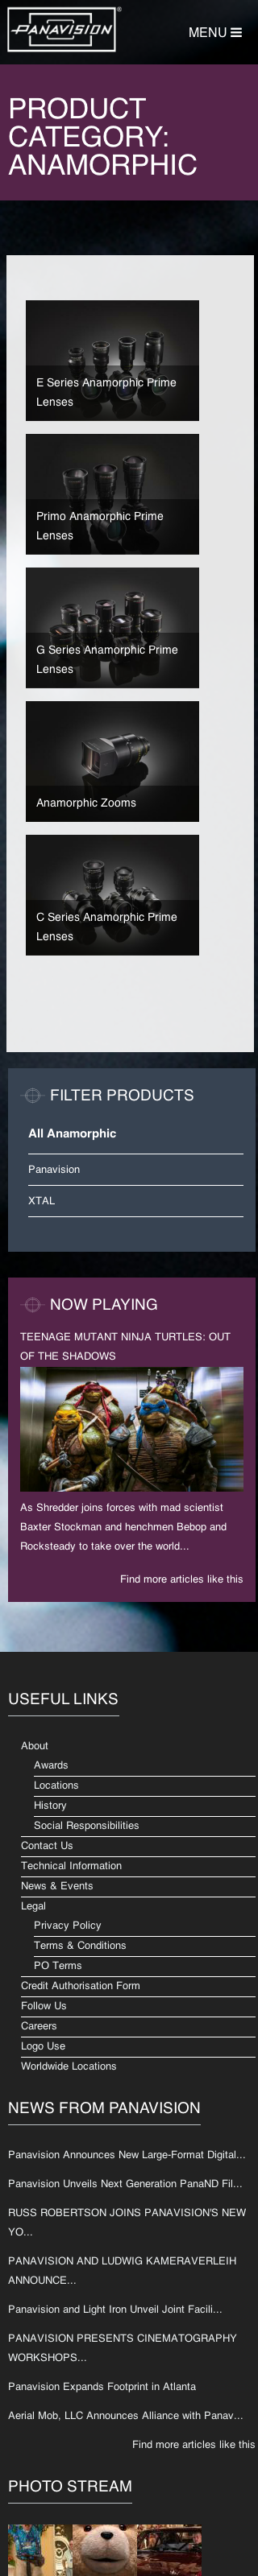 PANAVISION®
MENU
PRODUCT
CATEGORY:
ANAMORPHIC
E Series Anamorphic Prime
Lenses
Primo Anamorphic Prime
Lenses
G Series Anamorphic Prime
Lenses
Anamorphic Zooms
C Series Anamorphic Prime
Lenses
FILTER PRODUCTS
All Anamorphic
Panavision
XTAL
NOW PLAYING
TEENAGE MUTANT NINJA TURTLES: OUT
OF THE SHADOWS
As Shredder joins forces with mad scientist
Baxter Stockman and henchmen Bebop and
Rocksteady to take over the world...
Find more articles like this
USEFUL LINKS
About
Awards
Locations
History
Social Responsibilities
Contact Us
Technical Information
News & Events
Legal
Privacy Policy
Terms & Conditions
PO Terms
Credit Authorisation Form
Follow Us
Careers
Logo Use
Worldwide Locations
NEWS FROM PANAVISION
Panavision Announces New Large-Format Digital...
Panavision Unveils Next Generation PanaND Fil...
RUSS ROBERTSON JOINS PANAVISION'S NEW
YO...
PANAVISION AND LUDWIG KAMERAVERLEIH
ANNOUNCE...
Panavision and Light Iron Unveil Joint Facili...
PANAVISION PRESENTS CINEMATOGRAPHY
WORKSHOPS...
Panavision Expands Footprint in Atlanta
Aerial Mob, LLC Announces Alliance with Panav...
Find more articles like this
PHOTO STREAM